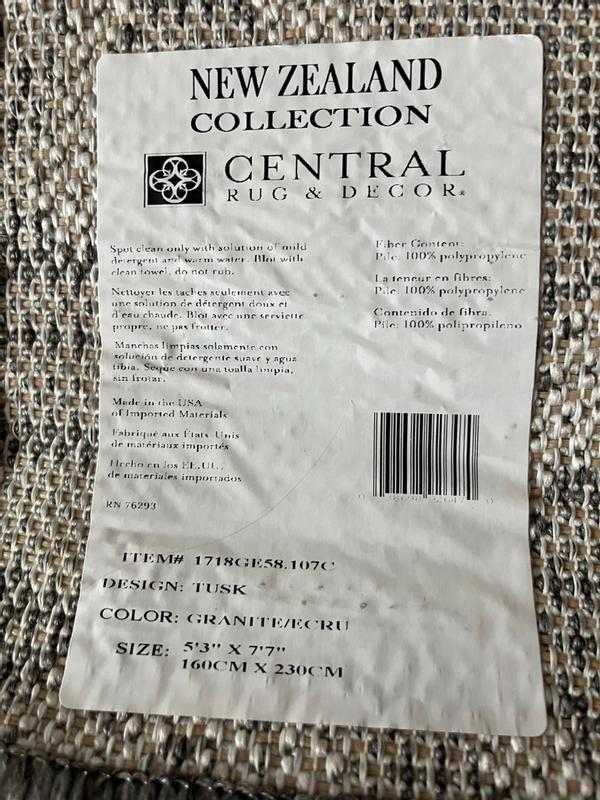 NEW ZEALAND
COLLECTION
CENTRAL
RUG & DECOR®
Spot clean only with solution of mild
detergent and warm water. Blot with
clean towel, do not rub.
Nettoyer les taches seulement avec
une solution de détergent doux et
d'eau chaude. Blot avec une serviette
propre, ne pas frotter.
Manchas limpias solamente con
solución de detergente suave y agua
tibia. Seque con una toalla limpia,
sin frotar.
Made in the USA
of Imported Materials
Fabriqué aux États Unis
de matériaux importés
Hecho en los EE.UU.
de materiales importados
RN 76293
Fiber Content:
Pile: 100% polypropylene
La teneur en fibres:
Pile: 100% polypropylene
Contenido de fibra:
Pile: 100% polipropileno
ITEM# 1718GE58.107C
DESIGN: TUSK
COLOR: GRANITE/ECRU
SIZE: 5'3" X 7'7"
160CM X 230CM